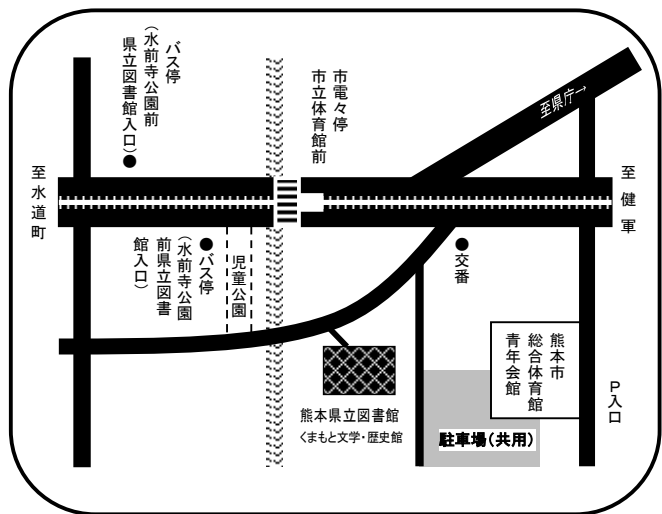 バス停
(水前寺公園前
県立図書館入口)●
市電々停
市立体育館前
至県庁→
至水道町
至健軍
●バス停
(水前寺公園
前県立図書
館入口)
児童公園
●交番
熊本市
総合体育館
青年会館
P入口
熊本県立図書館
くまもと文学・歴史館
駐車場(共用)